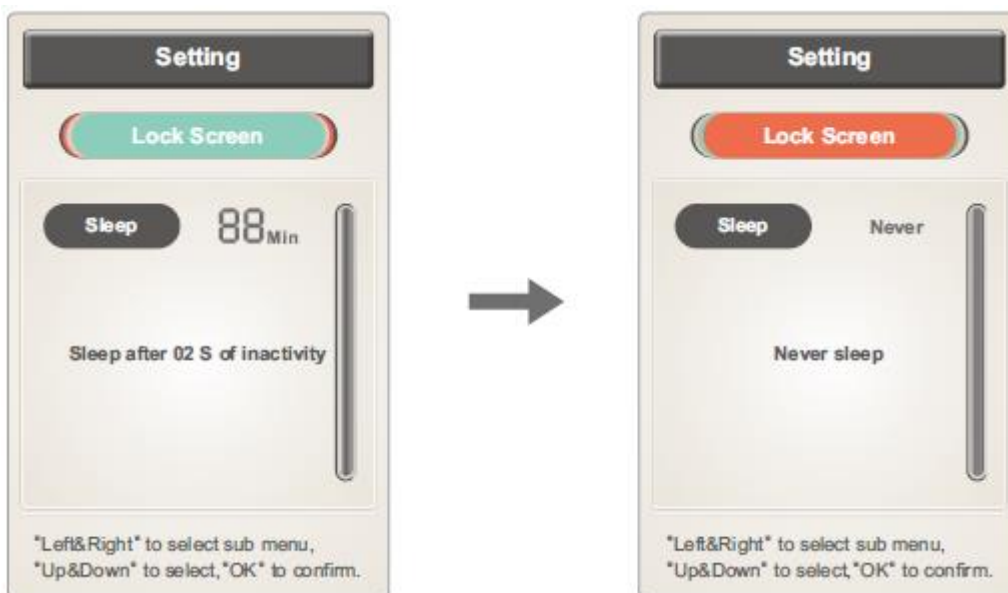 Setting
Lock Screen
Sleep 88 Min
Sleep after 02 S of inactivity
"Left&Right" to select sub menu,
"Up&Down" to select,"OK" to confirm.
Setting
Lock Screen
Sleep Never
Never sleep
"Left&Right" to select sub menu,
"Up&Down" to select,"OK" to confirm.